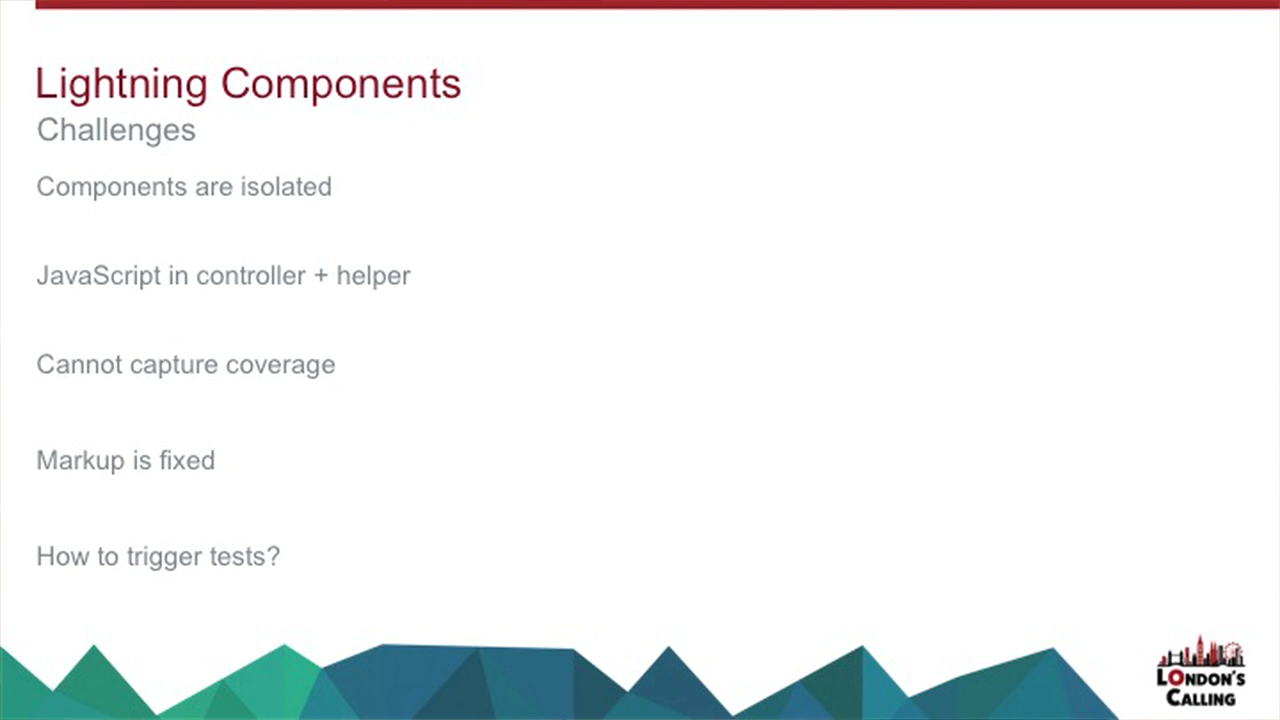 Lightning Components
Challenges
Components are isolated
JavaScript in controller + helper
Cannot capture coverage
Markup is fixed
How to trigger tests?
LONDON'S
CALLING